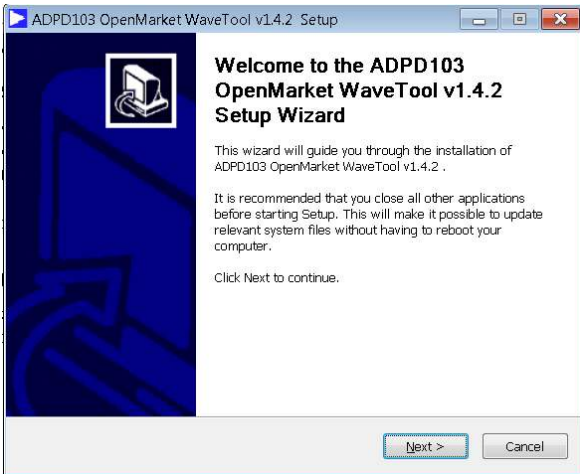 ADPD103 OpenMarket WaveTool v1.4.2 Setup
Welcome to the ADPD103
OpenMarket WaveTool v1.4.2
Setup Wizard
This wizard will guide you through the installation of
ADPD103 OpenMarket WaveTool v1.4.2 .
It is recommended that you close all other applications
before starting Setup. This will make it possible to update
relevant system files without having to reboot your
computer.
Click Next to continue.
Next >
Cancel